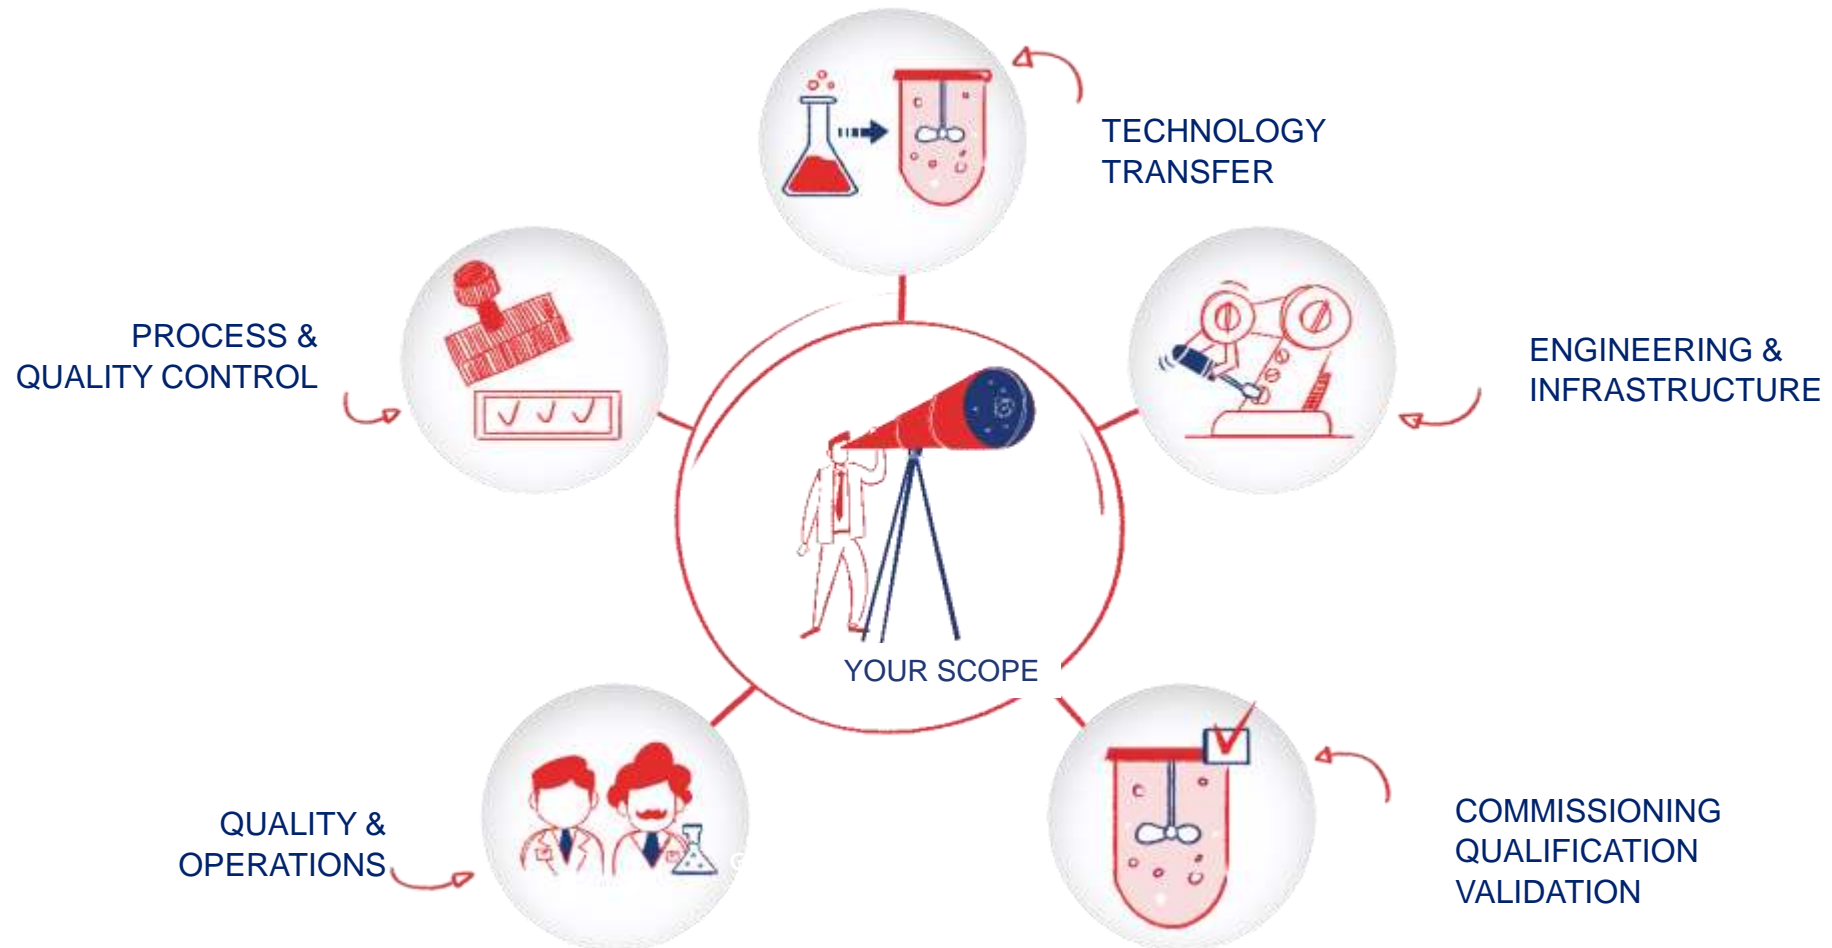 TECHNOLOGY
TRANSFER
PROCESS &
QUALITY CONTROL
ENGINEERING &
INFRASTRUCTURE
YOUR SCOPE
QUALITY &
OPERATIONS
COMMISSIONING
QUALIFICATION
VALIDATION